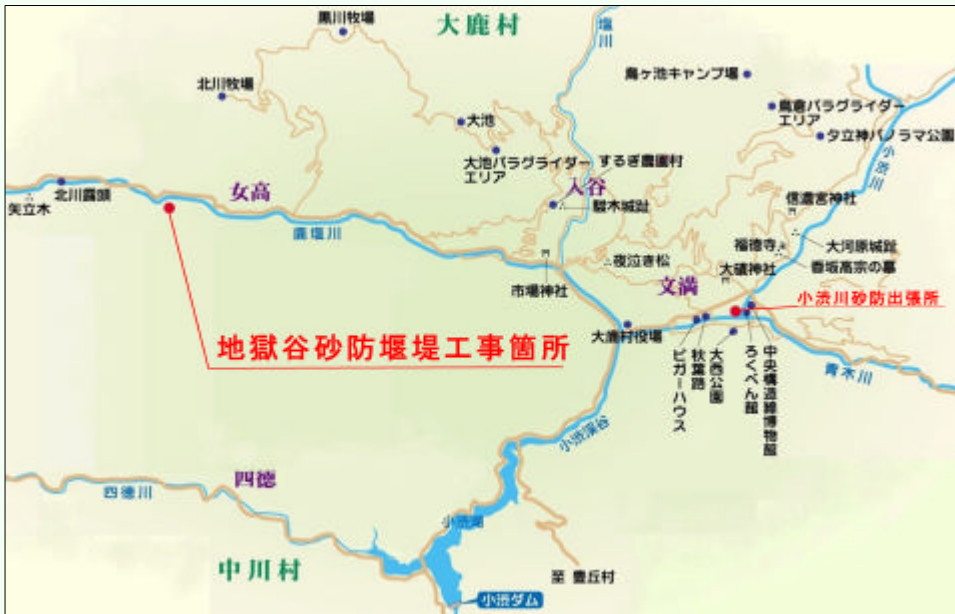 黒川牧場
大鹿村
塩川
鳥ヶ池キャンプ場
北川牧場
鳥倉パラグライダー
エリア
大池
夕立神パノラマ公園
大池パラグライダー
エリア
するぎ農園村
小渋川
入谷
北川露頭
女高
矢立木
駿木城趾
信濃宮神社
鹿塩川
大河原城趾
福徳寺
香坂高宗の墓
夜泣き松
大磧神社
市場神社
文満
小渋川砂防出張所
大鹿村役場
地獄谷砂防堰堤工事箇所
ビガーハウス
秋葉路
大西公園
ろくべん館
中央構造線博物館
青木川
小渋渓谷
四徳
四徳川
小渋湖
中川村
至 豊丘村
小渋ダム